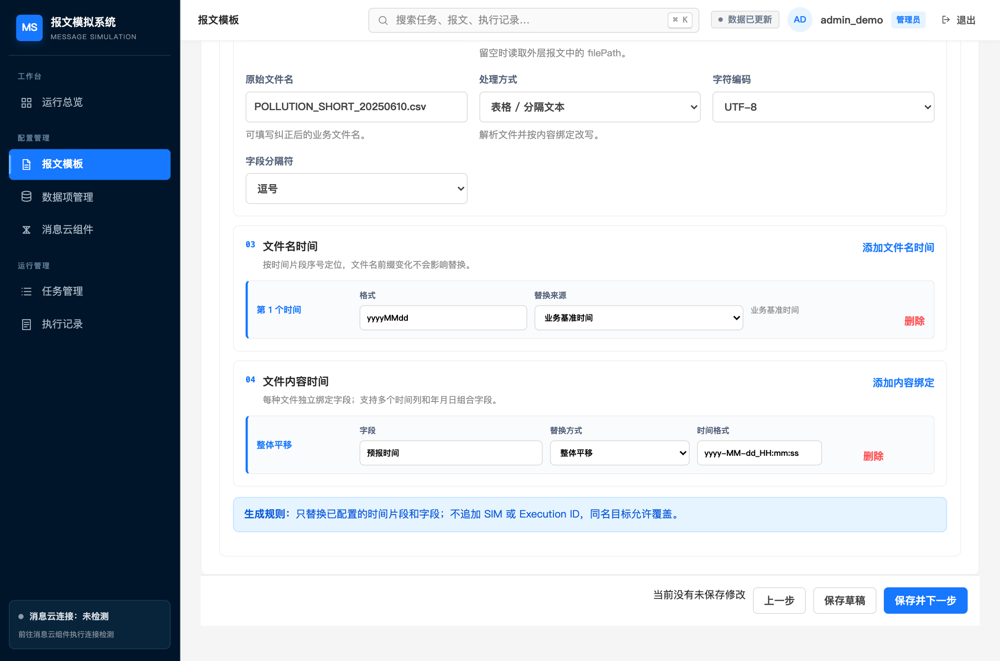 MS
报文模拟系统
MESSAGE SIMULATION
工作台
运行总览
配置管理
报文模板
数据项管理
消息云组件
运行管理
任务管理
执行记录
消息云连接：未检测
前往消息云组件执行连接检测
报文模板
搜索任务、报文、执行记录...
⌘ K
数据已更新
AD
admin_demo
管理员
退出
留空时读取外层报文中的 filePath。
原始文件名
处理方式
字符编码
POLLUTION_SHORT_20250610.csv
表格 / 分隔文本
UTF-8
可填写纠正后的业务文件名。
解析文件并按内容绑定改写。
字段分隔符
逗号
03 文件名时间
添加文件名时间
按时间片段序号定位，文件名前缀变化不会影响替换。
格式
替换来源
第 1 个时间
yyyyMMdd
业务基准时间
业务基准时间
删除
04 文件内容时间
添加内容绑定
每种文件独立绑定字段；支持多个时间列和年月日组合字段。
字段
替换方式
时间格式
整体平移
预报时间
整体平移
yyyy-MM-dd_HH:mm:ss
删除
生成规则：只替换已配置的时间片段和字段；不追加 SIM 或 Execution ID，同名目标允许覆盖。
当前没有未保存修改
上一步
保存草稿
保存并下一步